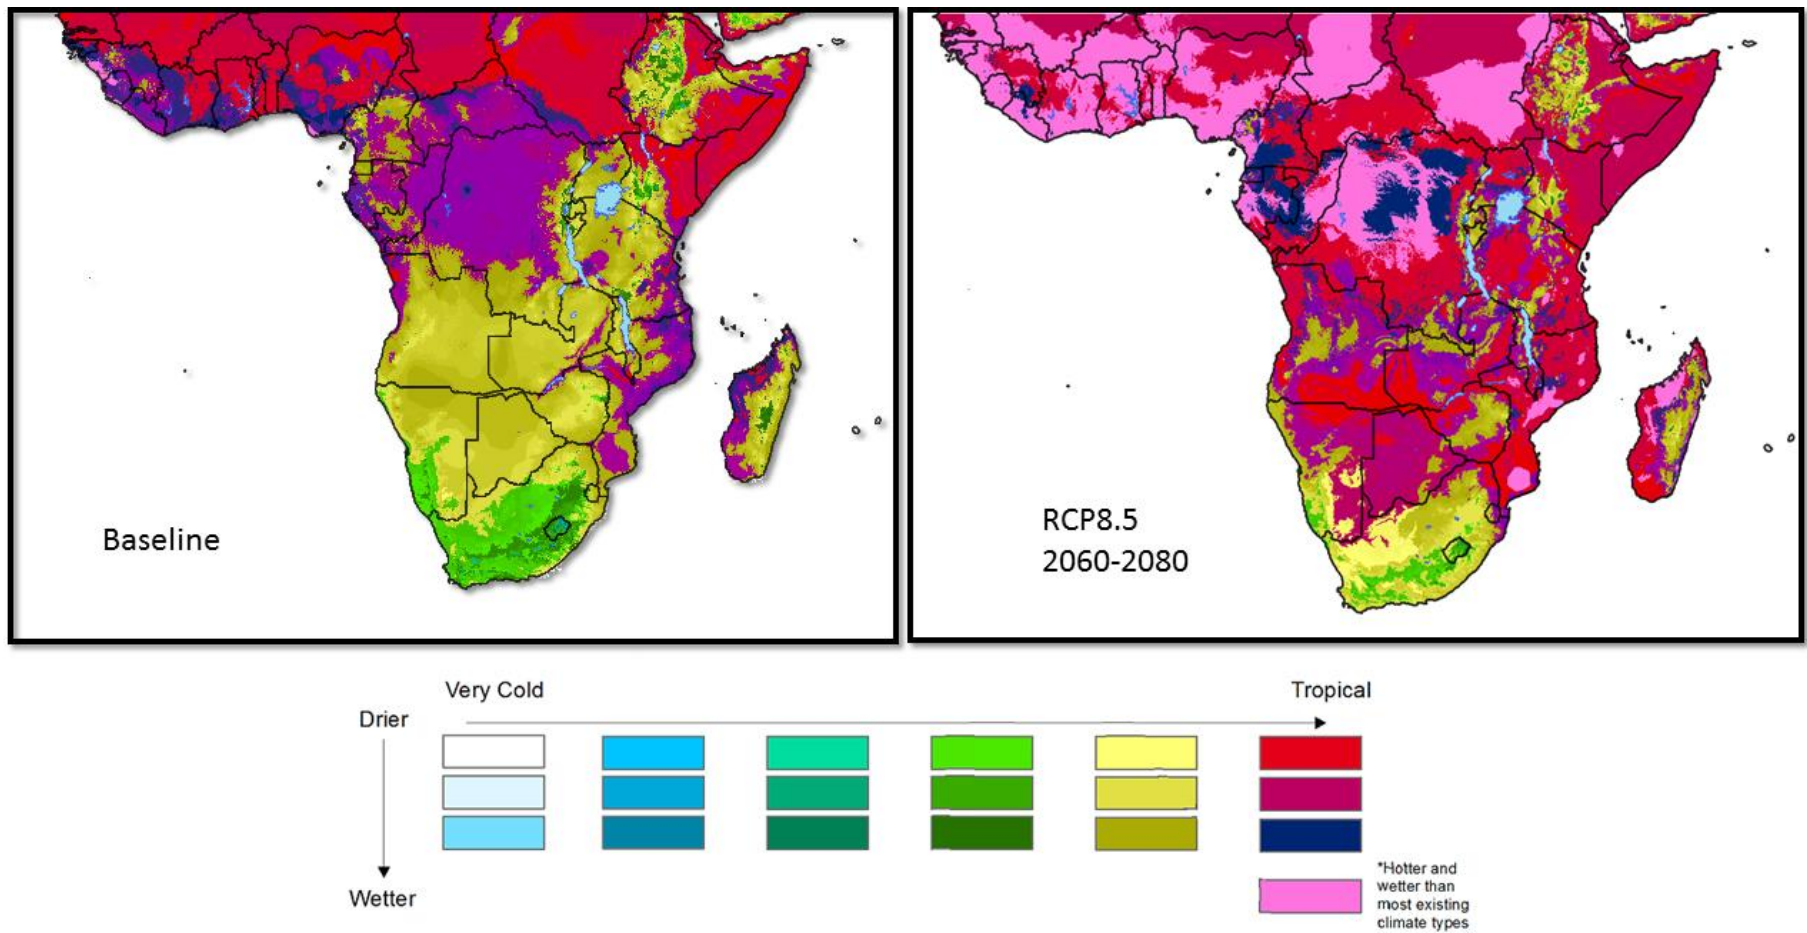 Baseline
RCP8.5
2060-2080
Very Cold
Tropical
Drier
Wetter
*Hotter and
wetter than
most existing
climate types